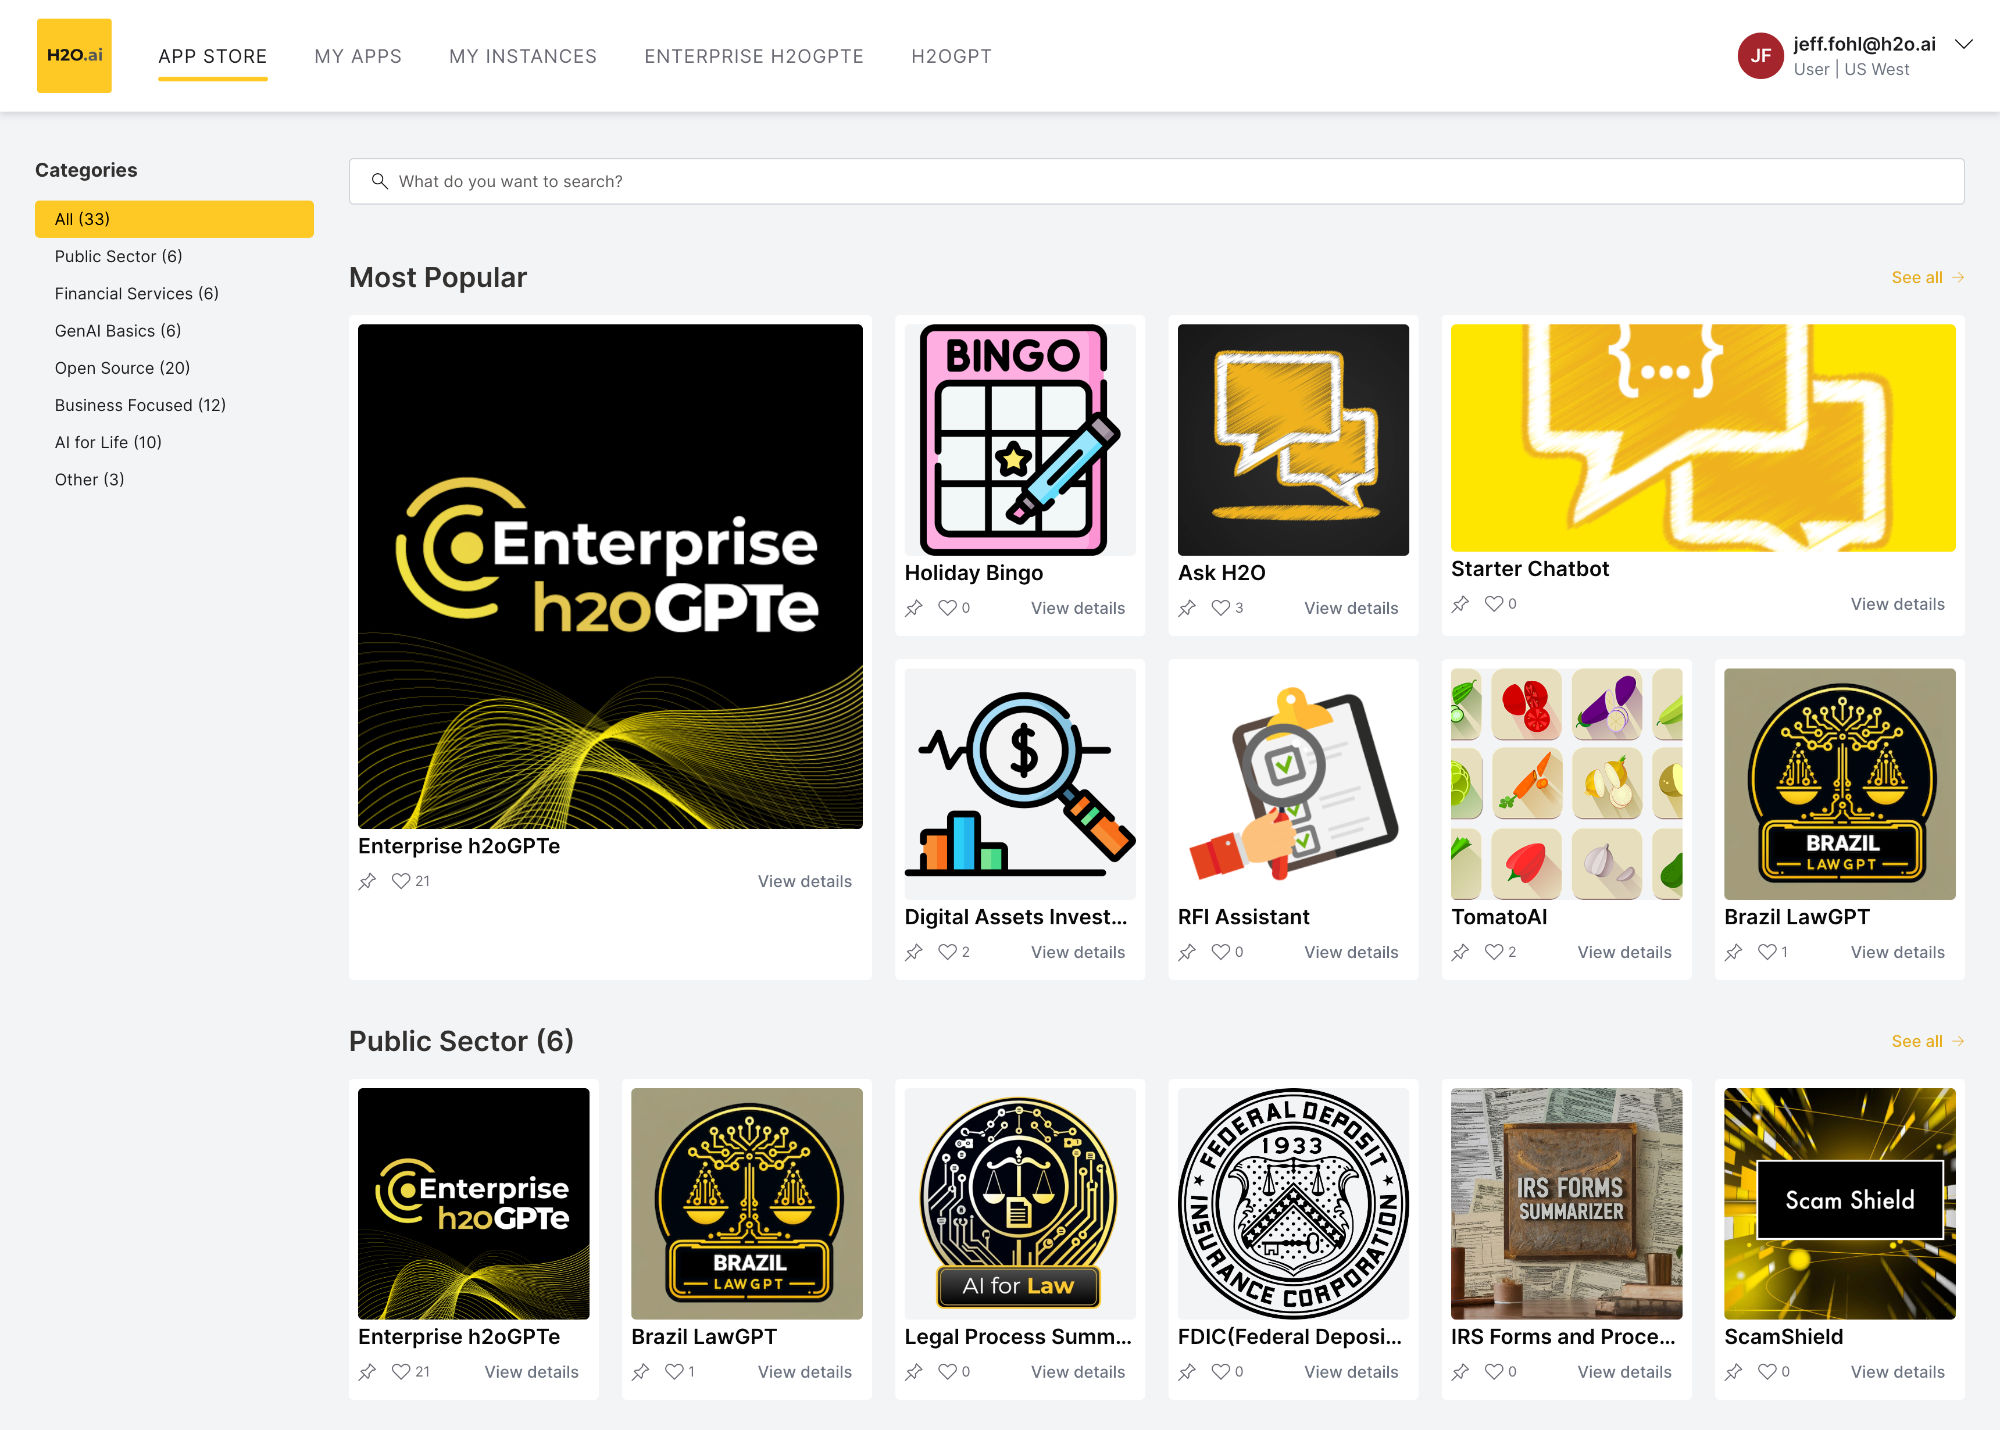 H2O.ai
APP STORE
MY APPS
MY INSTANCES
ENTERPRISE H2OGPTE
H2OGPT
JF
jeff.fohl@h2o.ai
User | US West
Categories
All (33)
Public Sector (6)
Financial Services (6)
GenAI Basics (6)
Open Source (20)
Business Focused (12)
AI for Life (10)
Other (3)
What do you want to search?
Most Popular
See all
Enterprise
h2oGPTe
Enterprise h2oGPTe
21
View details
BINGO
Holiday Bingo
0
View details
Ask H2O
3
View details
{...}
Starter Chatbot
0
View details
$
Digital Assets Invest...
2
View details
RFI Assistant
0
View details
TomatoAI
2
View details
BRAZIL
LAWGPT
Brazil LawGPT
1
View details
Public Sector (6)
See all
Enterprise
h2oGPTe
Enterprise h2oGPTe
21
View details
BRAZIL
LAWGPT
Brazil LawGPT
1
View details
AI for Law
Legal Process Summ...
0
View details
FEDERAL DEPOSIT
INSURANCE CORPORATION
1933
FDIC(Federal Deposi...
0
View details
IRS FORMS
SUMMARIZER
IRS Forms and Proce...
0
View details
Scam Shield
ScamShield
0
View details